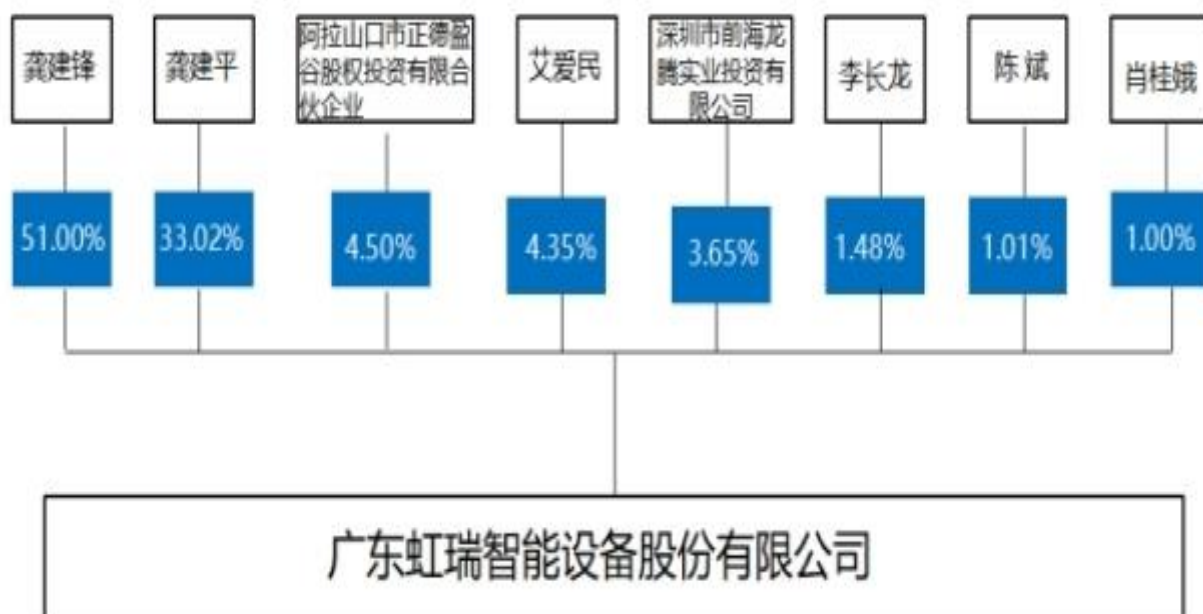 龚建锋
龚建平
阿拉山口市正德盈
谷股权投资有限合
伙企业
艾爱民
深圳市前海龙
腾实业投资有
限公司
李长龙
陈斌
肖桂娥
51.00%
33.02%
4.50%
4.35%
3.65%
1.48%
1.01%
1.00%
广东虹瑞智能设备股份有限公司